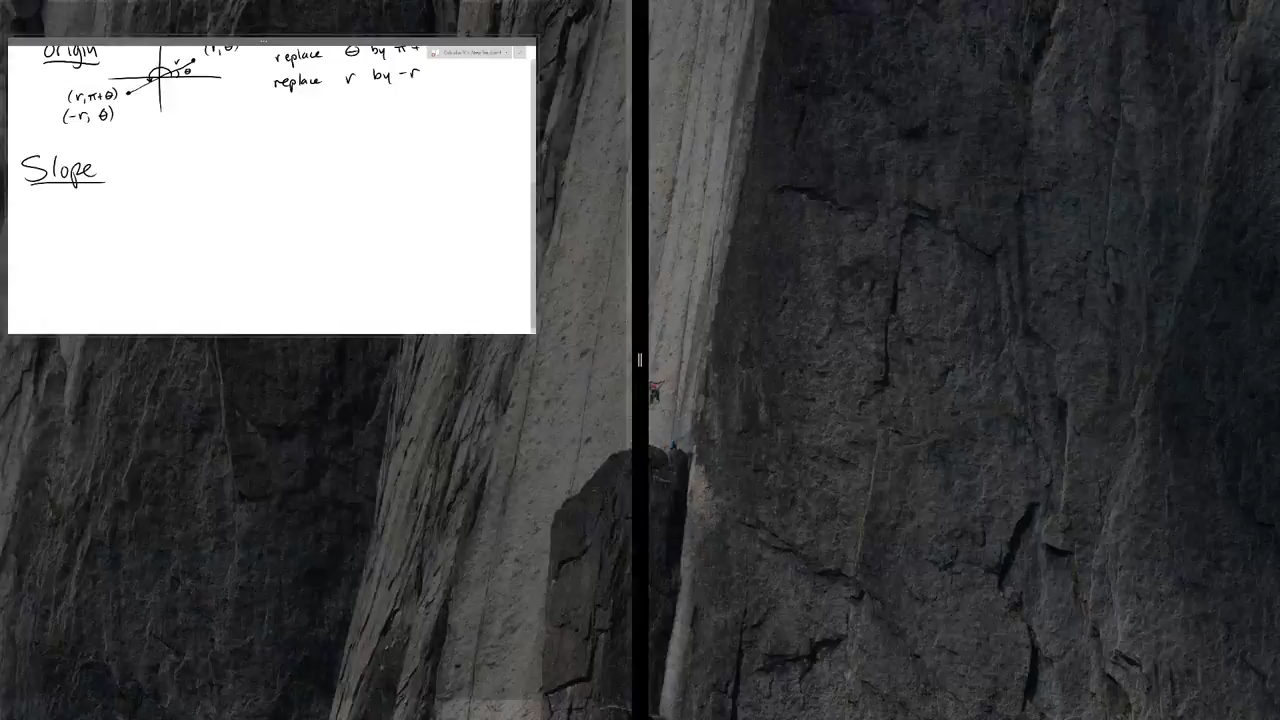 origin
(r, θ)
r
θ
replace θ by π +
replace r by -r
(r, π+θ)
(-r, θ)
Slope